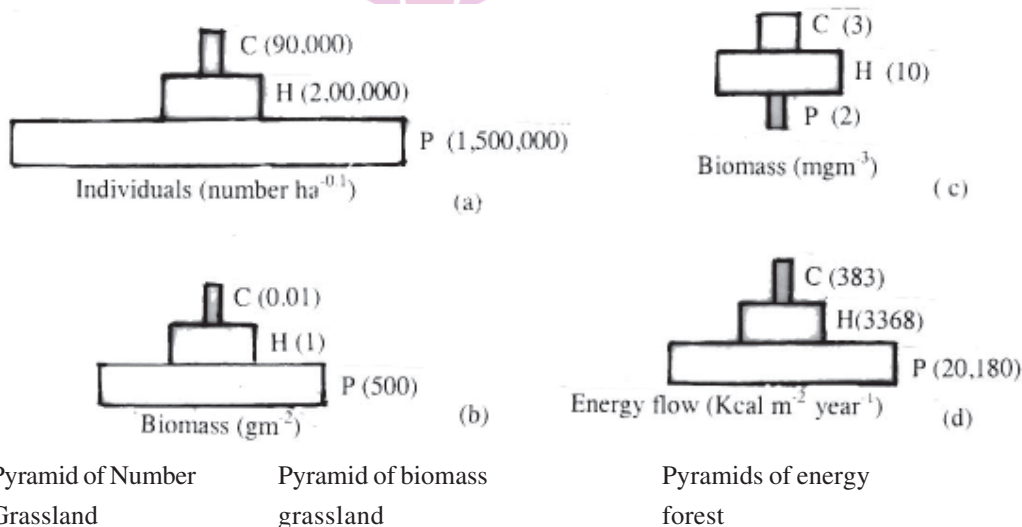 C (90,000)
H (2,00,000)
P (1,500,000)
Individuals (number ha-0.1)
(a)
C (3)
H (10)
P (2)
Biomass (mgm-3)
( c)
C (0.01)
H (1)
P (500)
Biomass (gm-2)
(b)
C (383)
H(3368)
P (20,180)
Energy flow (Kcal m-2 year-1)
(d)
Pyramid of Number Pyramid of biomass Pyramids of energy
Grassland grassland forest